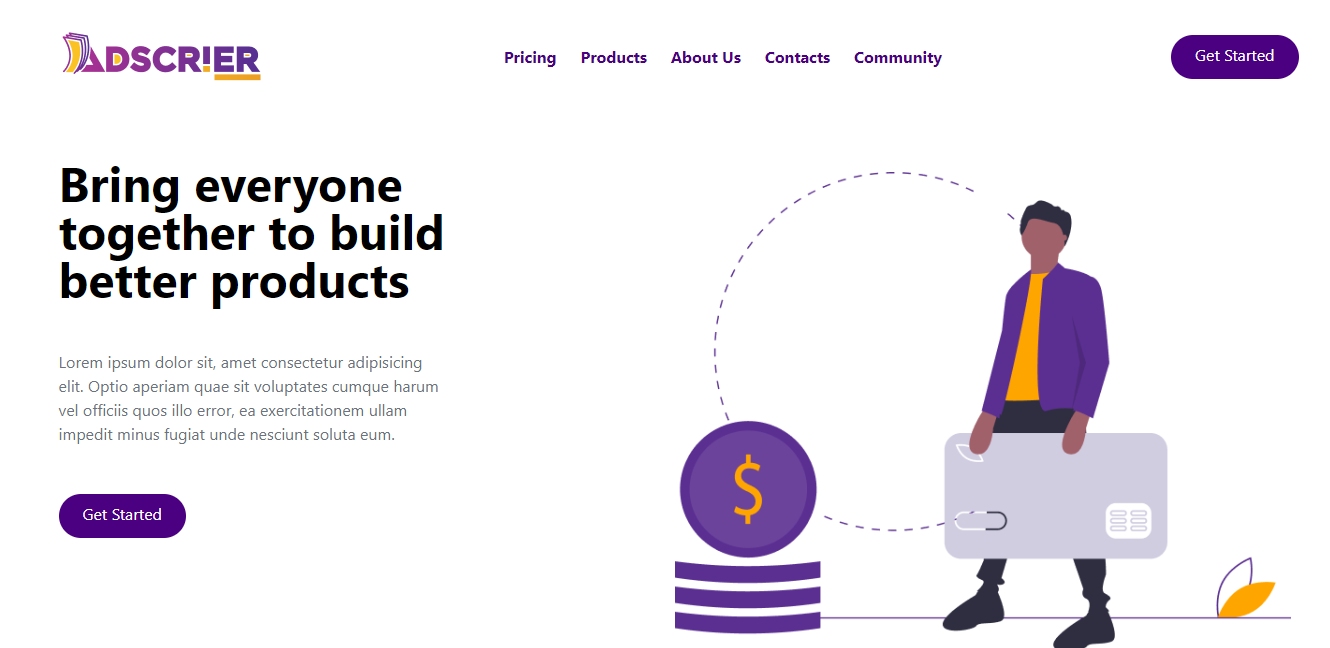 ADSCRIER
Pricing Products About Us Contacts Community
Get Started
Bring everyone
together to build
better products
Lorem ipsum dolor sit, amet consectetur adipisicing
elit. Optio aperiam quae sit voluptates cumque harum
vel officiis quos illo error, ea exercitationem ullam
impedit minus fugiat unde nesciunt soluta eum.
Get Started
$